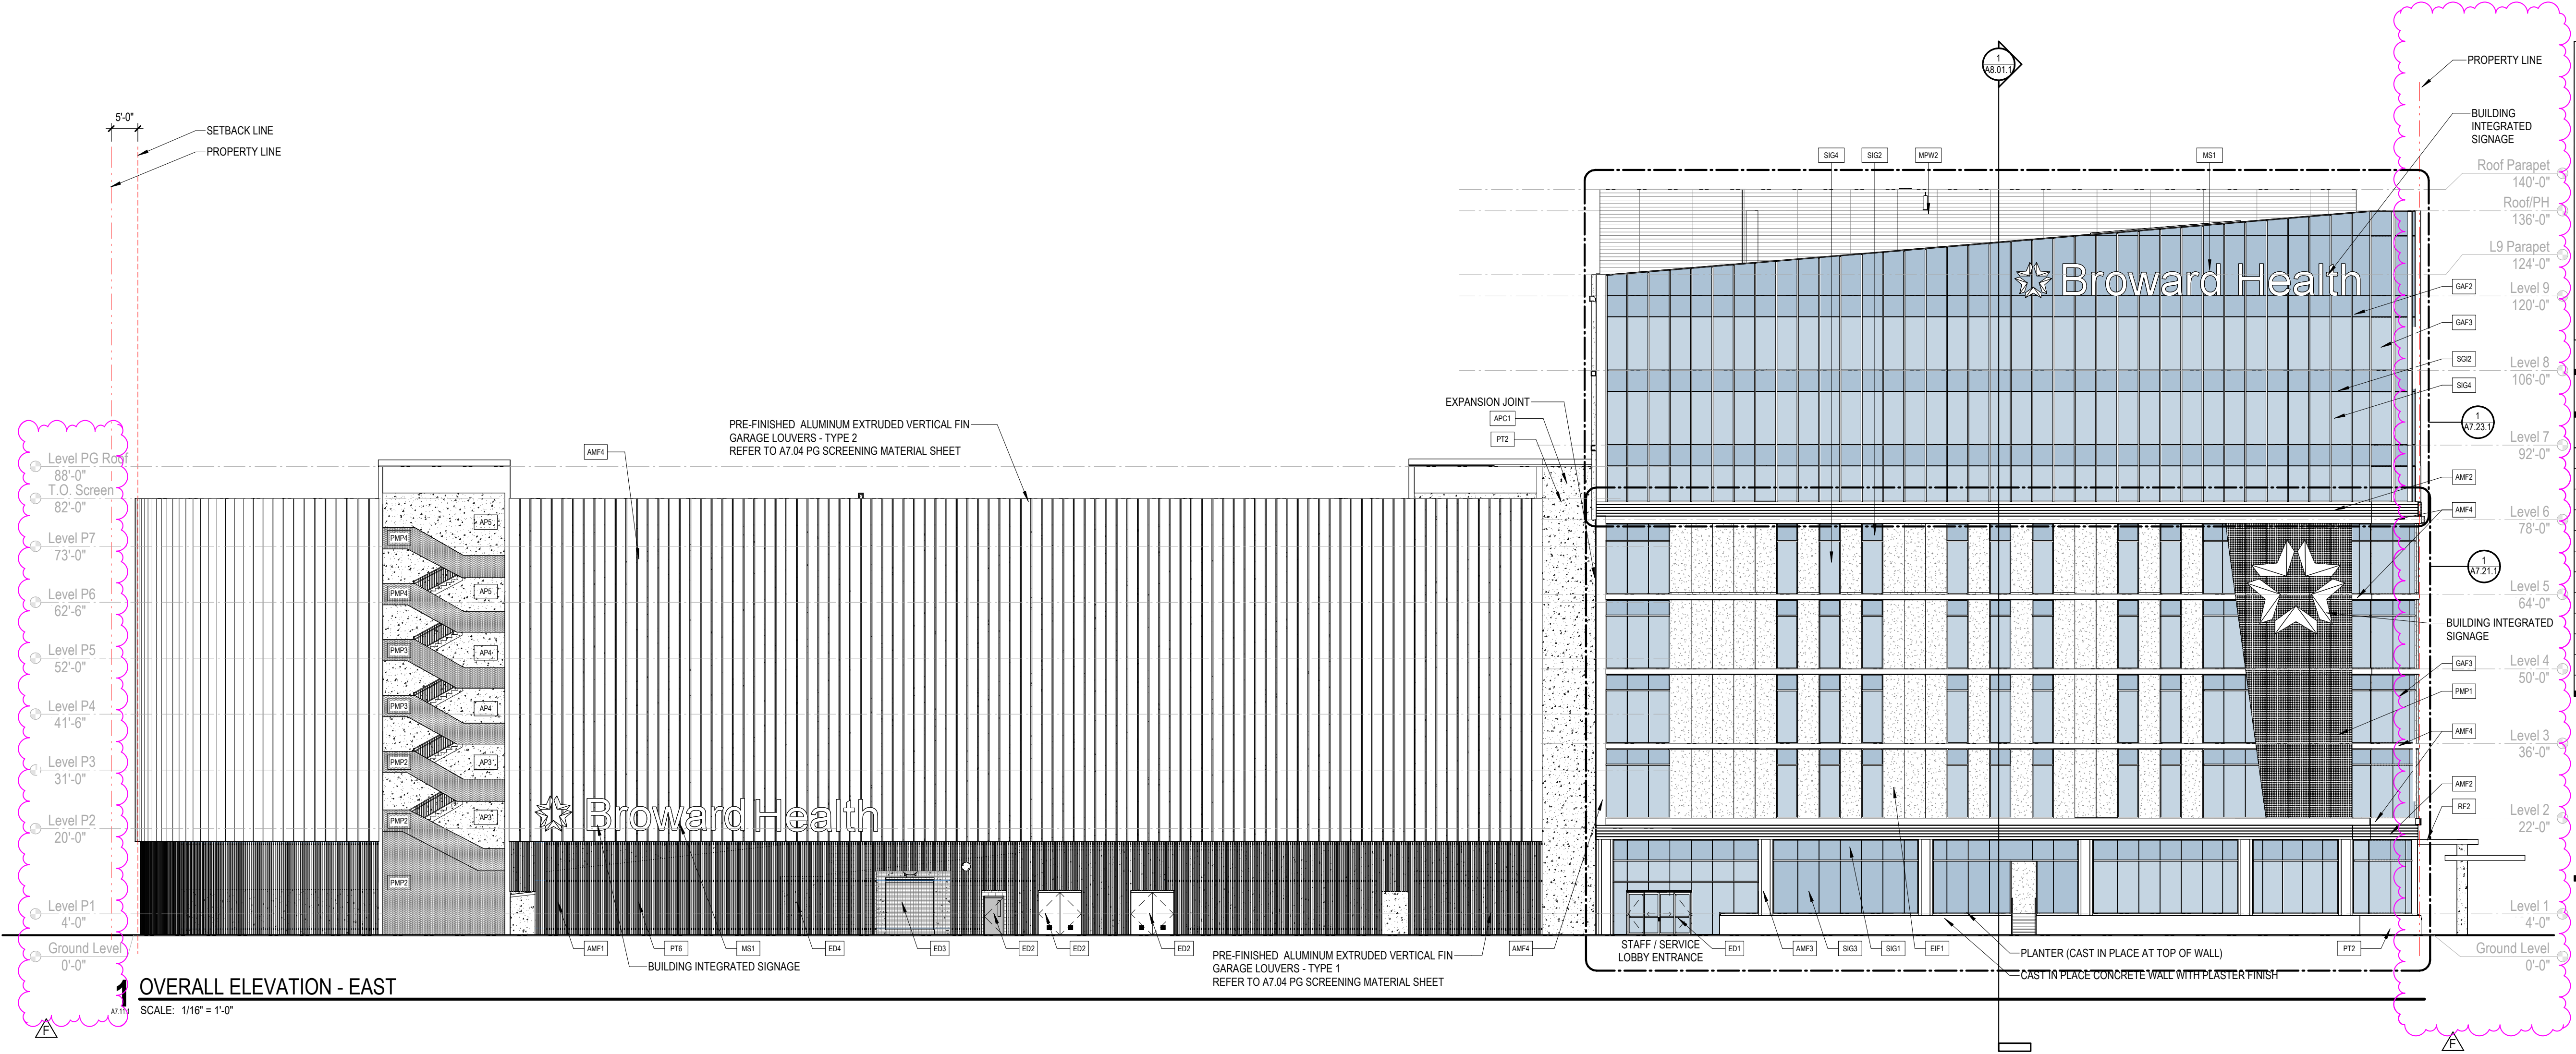 1
A8.01.1
PROPERTY LINE
5'-0"
SETBACK LINE
PROPERTY LINE
BUILDING
INTEGRATED
SIGNAGE
SIG4
SIG2
MPW2
MS1
Roof Parapet
140'-0"
Roof/PH
136'-0"
L9 Parapet
124'-0"
Level 9
120'-0"
Level 8
106'-0"
Level 7
92'-0"
Level 6
78'-0"
Level 5
64'-0"
Level 4
50'-0"
Level 3
36'-0"
Level 2
22'-0"
Level 1
4'-0"
Ground Level
0'-0"
Broward Health
GAF2
GAF3
SGI2
SIG4
1
A7.23.1
AMF2
AMF4
1
A7.21.1
BUILDING INTEGRATED
SIGNAGE
GAF3
PMP1
AMF4
AMF2
RF2
EXPANSION JOINT
APC1
PT2
PRE-FINISHED ALUMINUM EXTRUDED VERTICAL FIN
GARAGE LOUVERS - TYPE 2
REFER TO A7.04 PG SCREENING MATERIAL SHEET
AMF4
Level PG Roof
88'-0"
T.O. Screen
82'-0"
Level P7
73'-0"
Level P6
62'-6"
Level P5
52'-0"
Level P4
41'-6"
Level P3
31'-0"
Level P2
20'-0"
Level P1
4'-0"
Ground Level
0'-0"
AP5
PMP4
AP5
PMP4
AP4
PMP3
AP4
PMP3
AP3
PMP2
AP3
PMP2
PMP2
Broward Health
AMF1
PT6
MS1
ED4
ED3
ED2
ED2
ED2
BUILDING INTEGRATED SIGNAGE
PRE-FINISHED ALUMINUM EXTRUDED VERTICAL FIN
GARAGE LOUVERS - TYPE 1
REFER TO A7.04 PG SCREENING MATERIAL SHEET
AMF4
STAFF / SERVICE
LOBBY ENTRANCE
ED1
AMF3
SIG3
SIG1
EIF1
PLANTER (CAST IN PLACE AT TOP OF WALL)
CAST IN PLACE CONCRETE WALL WITH PLASTER FINISH
PT2
1
OVERALL ELEVATION - EAST
A7.11.1
SCALE: 1/16" = 1'-0"
F
F